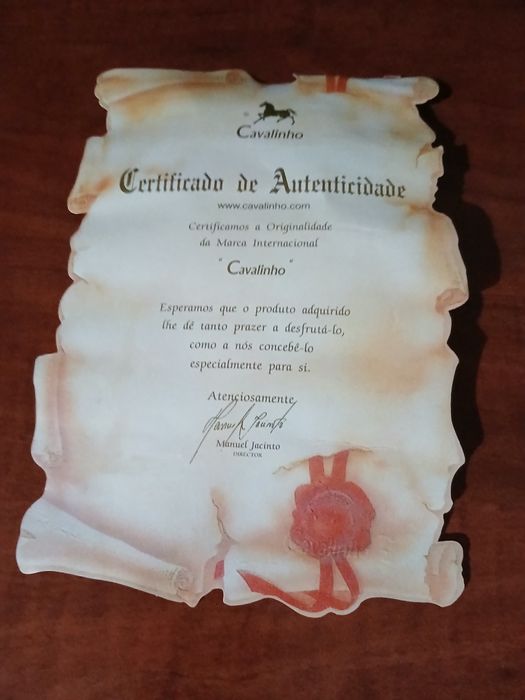 Cavalinho
Certificado de Autenticidade
www.cavalinho.com
Certificamos a Originalidade
da Marca Internacional
" Cavalinho "
Esperamos que o produto adquirido
lhe dê tanto prazer a desfrutá-lo,
como a nós concebê-lo
especialmente para si.
Atenciosamente,
Manuel Jacinto
DIRECTOR